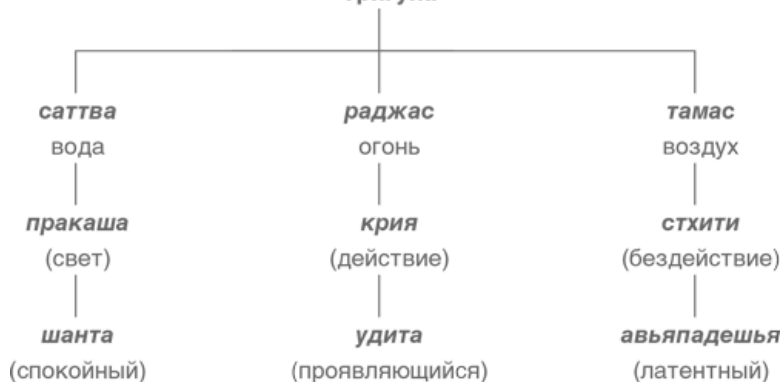 саттва раджас тамас
вода огонь воздух
пракаша крия стхити
(свет) (действие) (бездействие)
шанта удита авьяпадешья
(спокойный) (проявляющийся) (латентный)